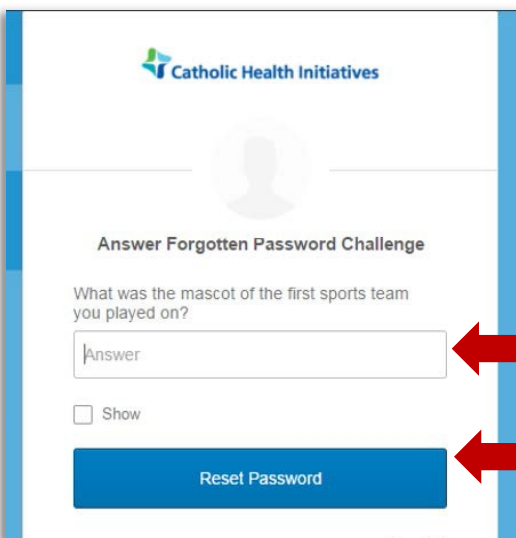 Catholic Health Initiatives
Answer Forgotten Password Challenge
What was the mascot of the first sports team
you played on?
Answer
Show
Reset Password